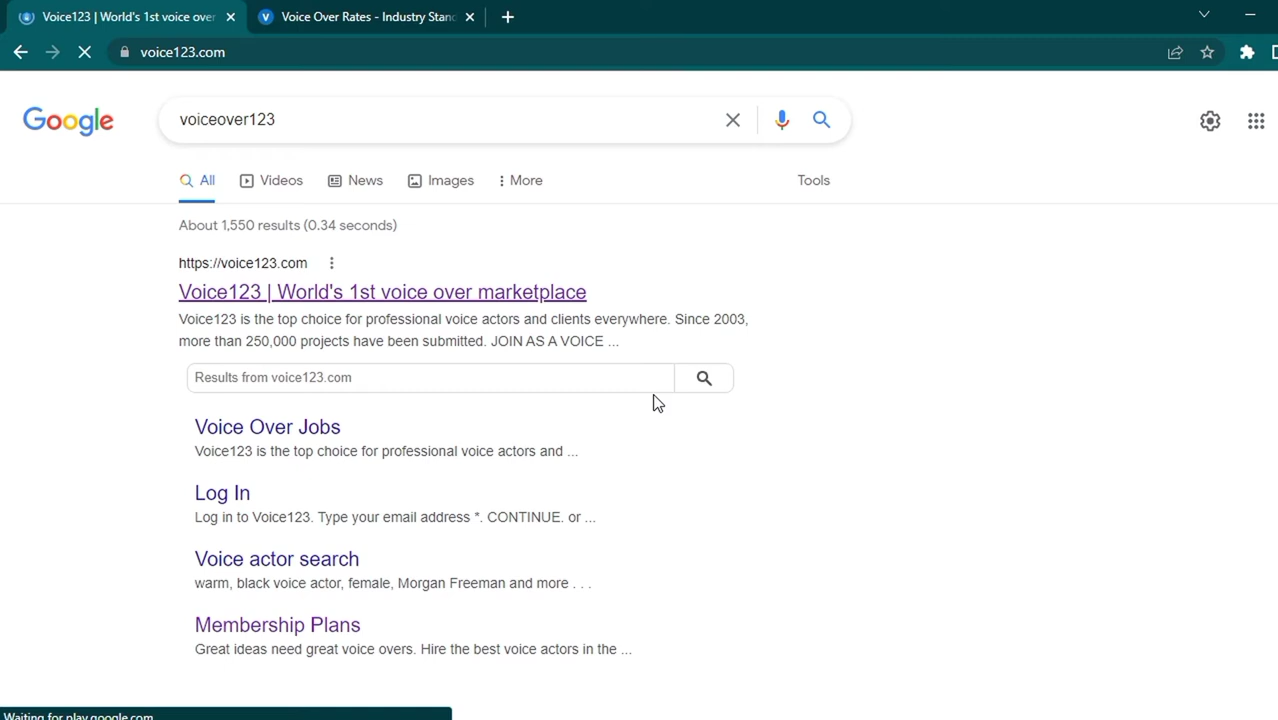 Voice123 | World's 1st voice over
Voice Over Rates - Industry Stand
voice123.com
Google
voiceover123
All
Videos
News
Images
More
Tools
About 1,550 results (0.34 seconds)
https://voice123.com
Voice123 | World's 1st voice over marketplace
Voice123 is the top choice for professional voice actors and clients everywhere. Since 2003,
more than 250,000 projects have been submitted. JOIN AS A VOICE ...
Results from voice123.com
Voice Over Jobs
Voice123 is the top choice for professional voice actors and ...
Log In
Log in to Voice123. Type your email address *. CONTINUE. or ...
Voice actor search
warm, black voice actor, female, Morgan Freeman and more . . .
Membership Plans
Great ideas need great voice overs. Hire the best voice actors in the ...
Waiting for play.google.com